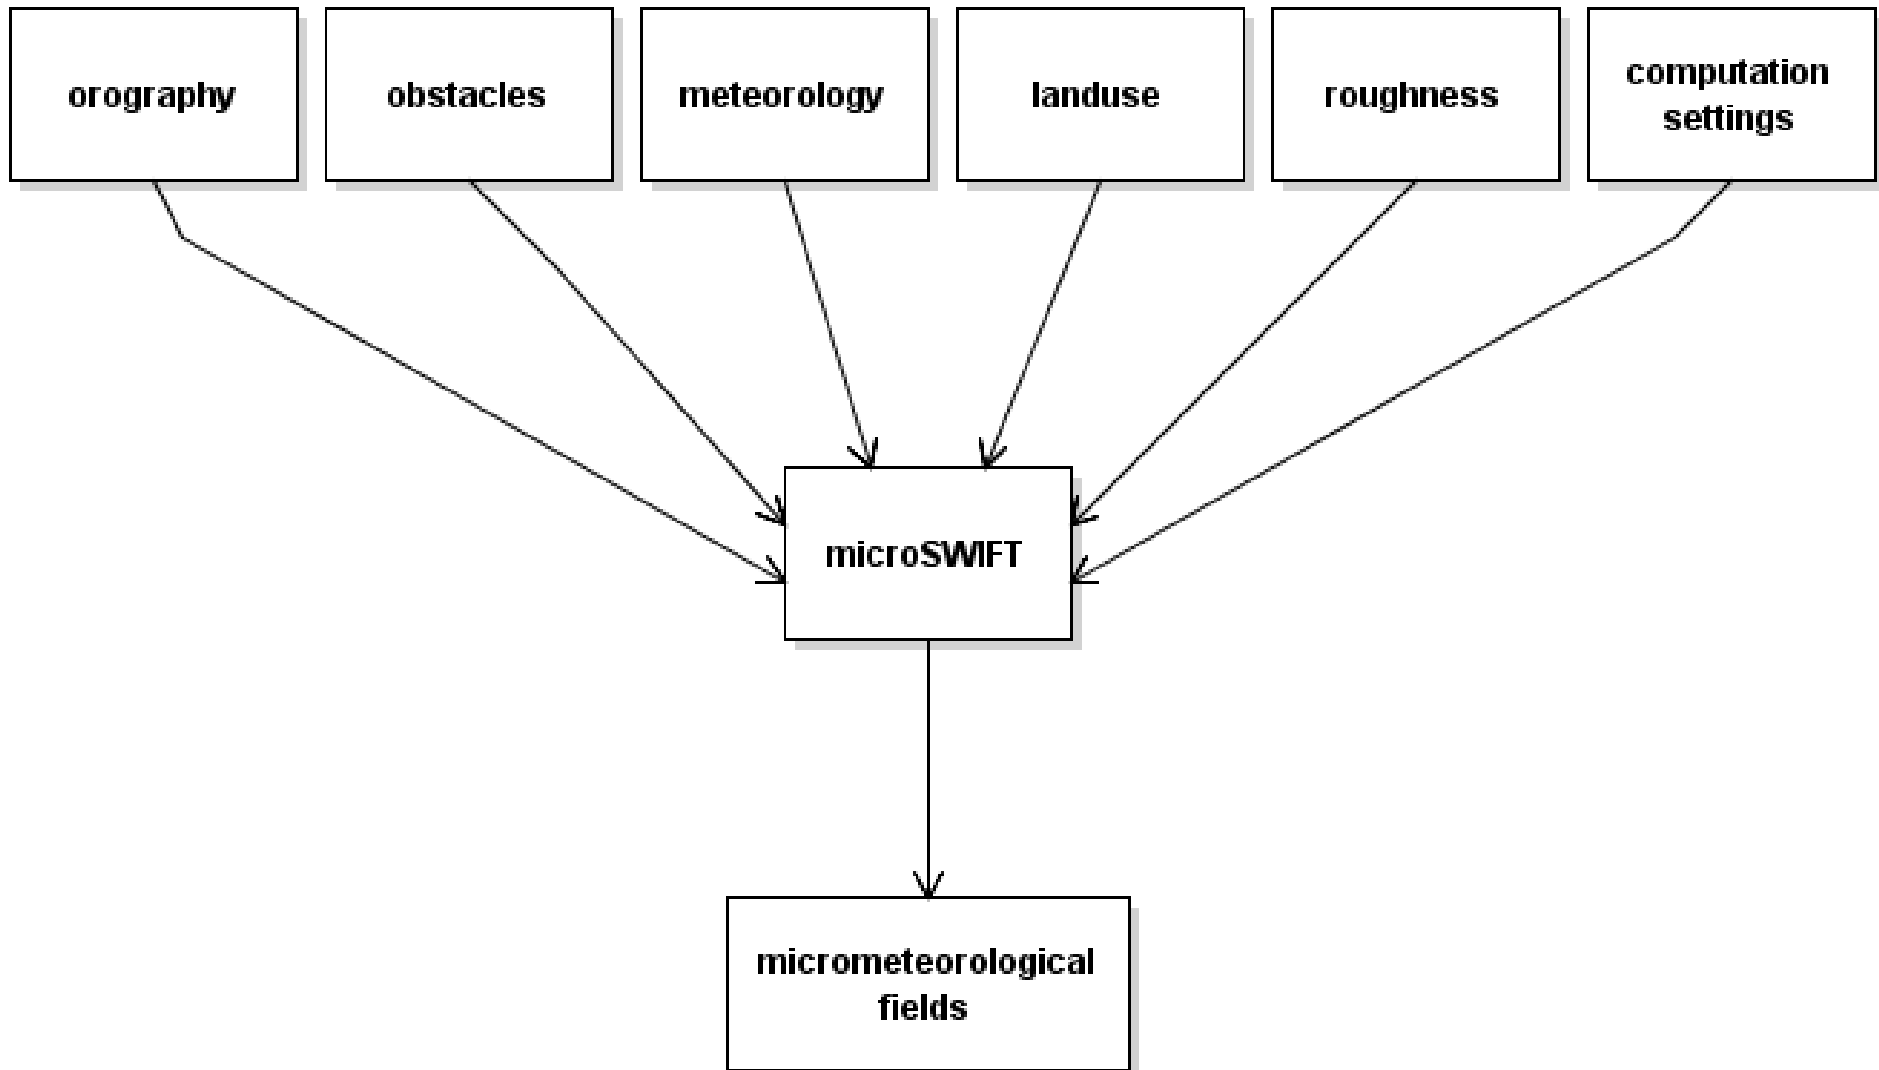 orography
obstacles
meteorology
landuse
roughness
computation
settings
microSWIFT
micrometeorological
fields